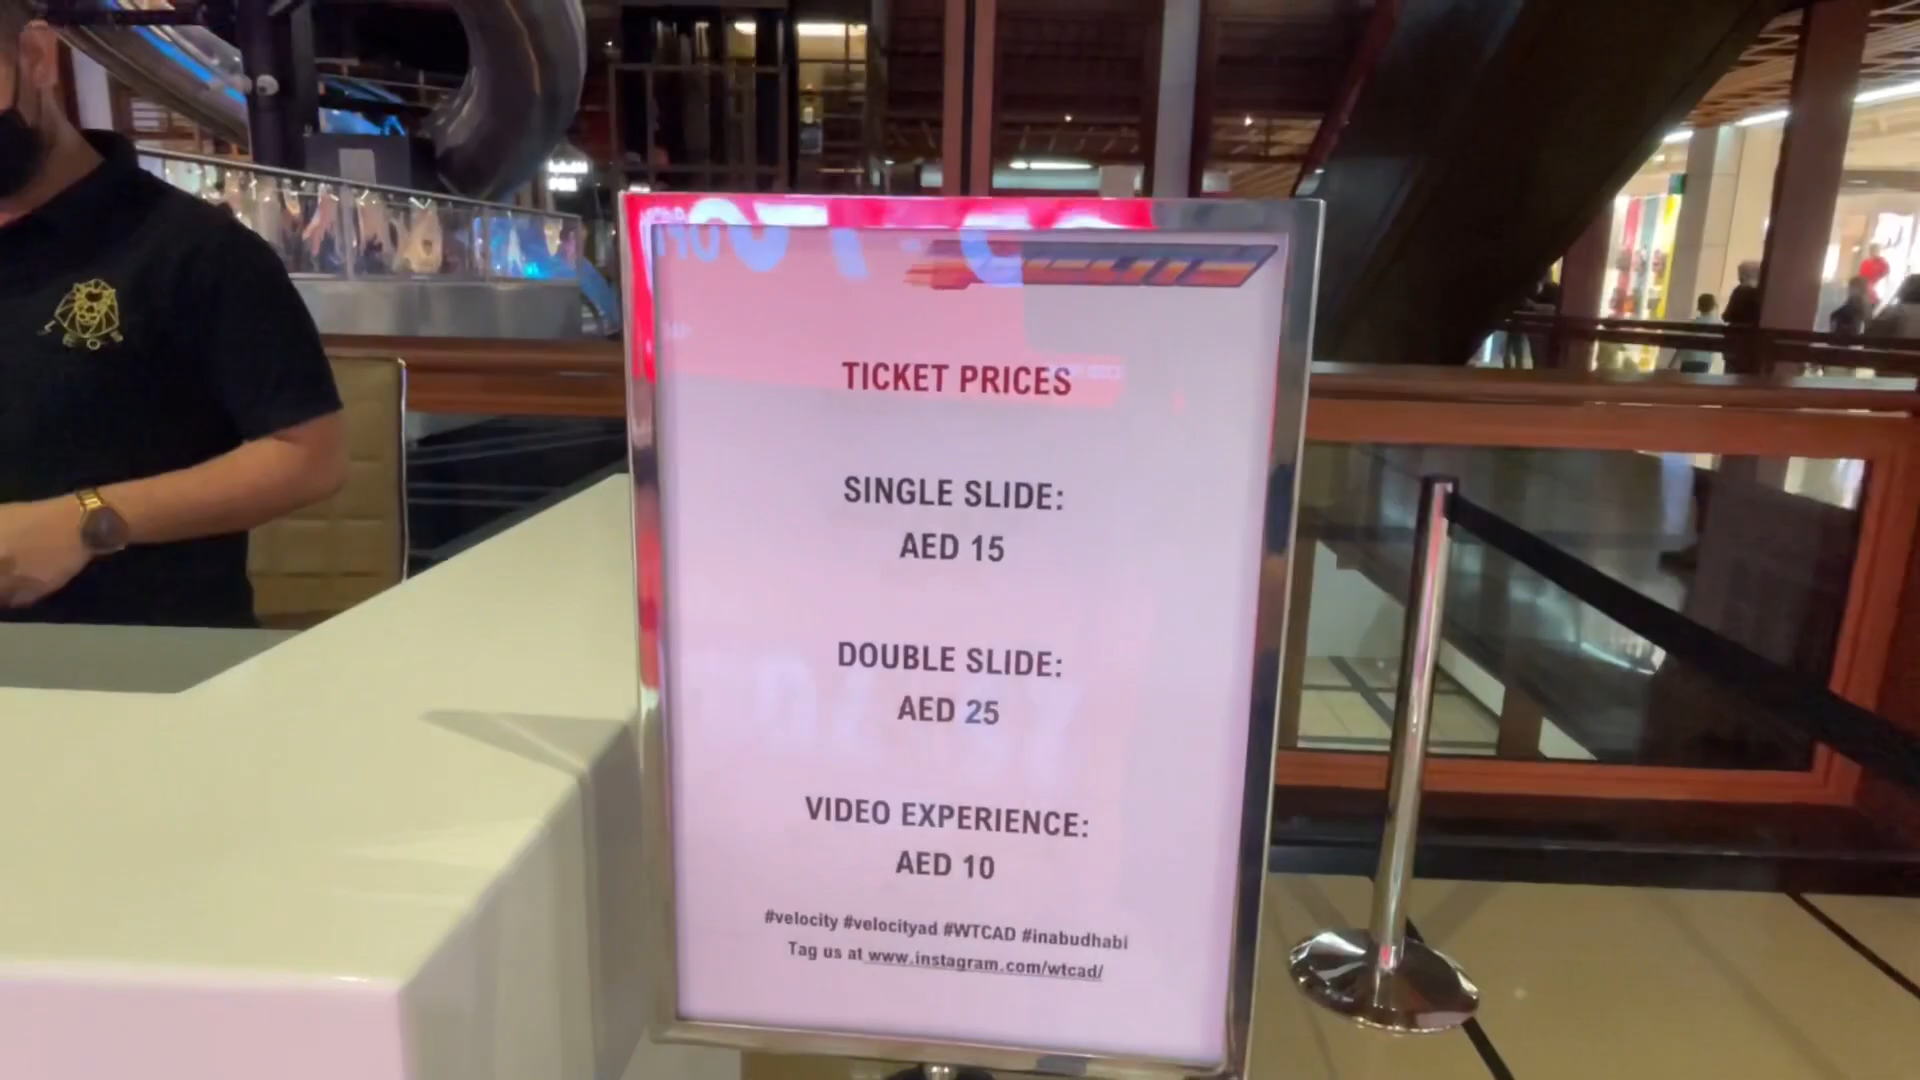 TICKET PRICES
SINGLE SLIDE:
AED 15
DOUBLE SLIDE:
AED 25
VIDEO EXPERIENCE:
AED 10
#velocity #velocityad #WTCAD #inabudhabi
Tag us at www.instagram.com/wtcad/